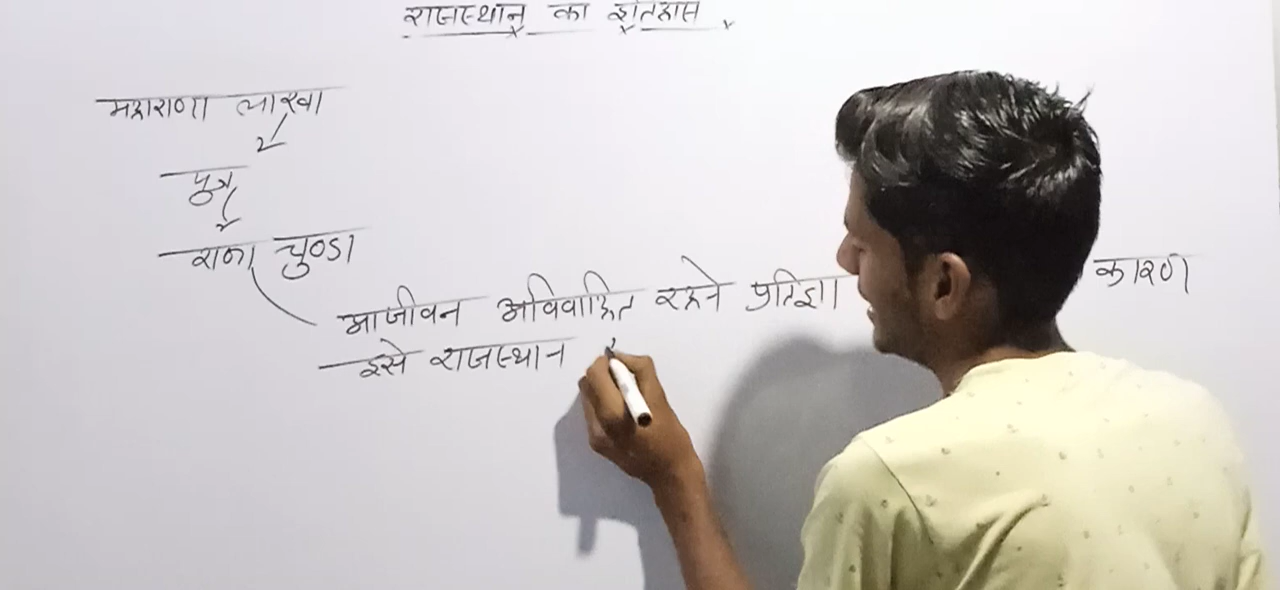 राजस्थान का इतिहास
महाराणा लाखा
पुत्र
राणा चुण्डा
आजीवन अविवाहित रहने प्रतिज्ञा कारण
इसे राजस्थान